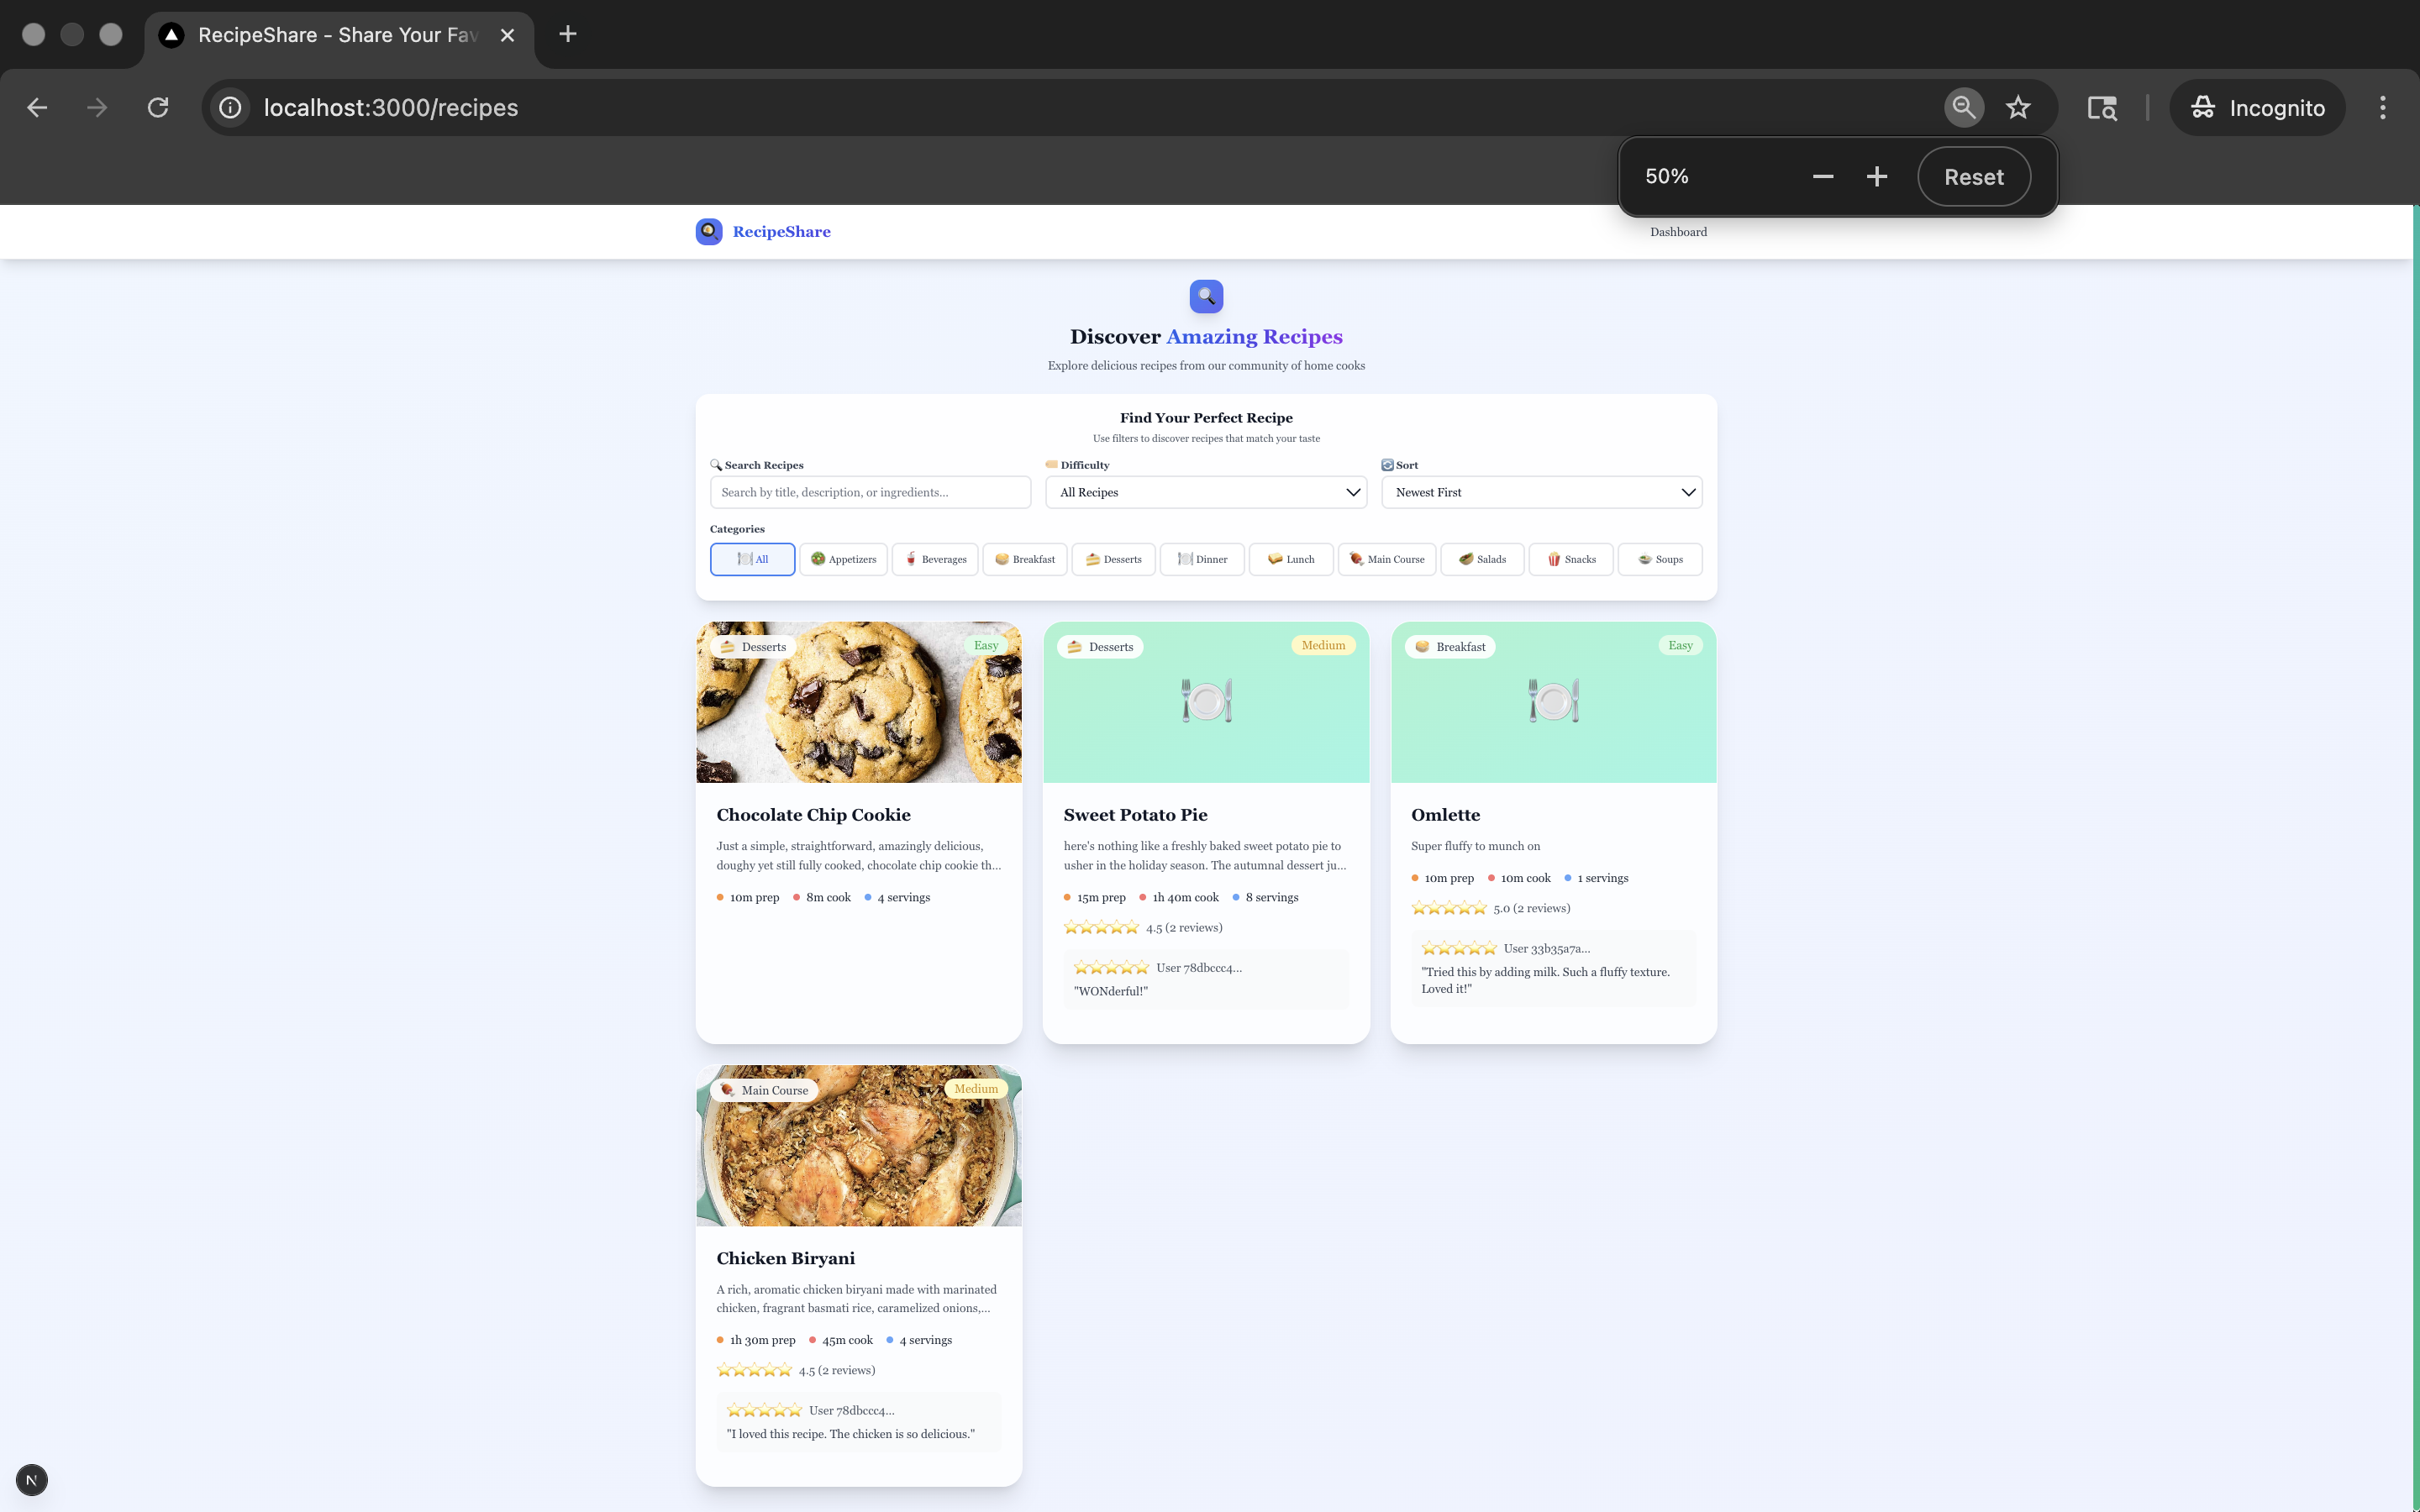 RecipeShare - Share Your Fav
localhost:3000/recipes
Incognito
50%
Reset
RecipeShare
Dashboard
Discover Amazing Recipes
Explore delicious recipes from our community of home cooks
Find Your Perfect Recipe
Use filters to discover recipes that match your taste
Search Recipes
Difficulty
Sort
Search by title, description, or ingredients...
All Recipes
Newest First
Categories
All
Appetizers
Beverages
Breakfast
Desserts
Dinner
Lunch
Main Course
Salads
Snacks
Soups
Desserts
Easy
Chocolate Chip Cookie
Just a simple, straightforward, amazingly delicious,
doughy yet still fully cooked, chocolate chip cookie th...
10m prep
8m cook
4 servings
Desserts
Medium
Sweet Potato Pie
here's nothing like a freshly baked sweet potato pie to
usher in the holiday season. The autumnal dessert ju...
15m prep
1h 40m cook
8 servings
4.5 (2 reviews)
User 78dbccc4...
"WONderful!"
Breakfast
Easy
Omlette
Super fluffy to munch on
10m prep
10m cook
1 servings
5.0 (2 reviews)
User 33b35a7a...
"Tried this by adding milk. Such a fluffy texture.
Loved it!"
Main Course
Medium
Chicken Biryani
A rich, aromatic chicken biryani made with marinated
chicken, fragrant basmati rice, caramelized onions,...
1h 30m prep
45m cook
4 servings
4.5 (2 reviews)
User 78dbccc4...
"I loved this recipe. The chicken is so delicious."
N